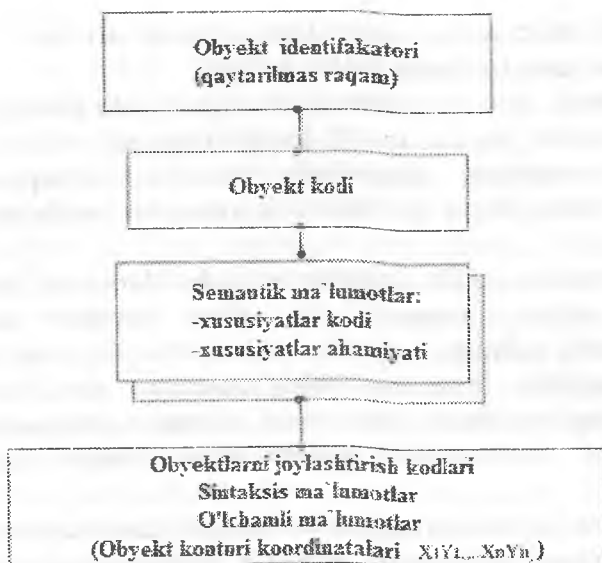 Obyekt identifakatori
(qaytarilmas raqam)
Obyekt kodi
Semantik ma`lumotlar:
-xususiyatlar kodi
-xususiyatlar ahamiyati
Obyektlarni joylashtirish kodlari
Sintaksis ma`lumotlar
O'lchamli ma`lumotlar
(Obyekt konturi koordinatalari X1Y1...XnYn)